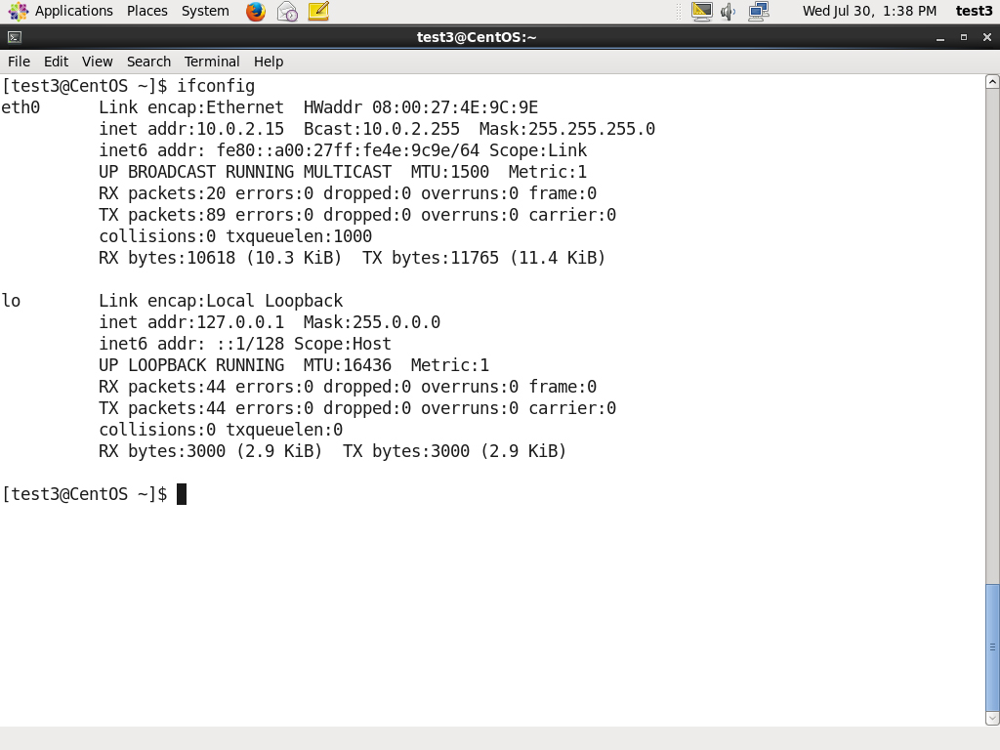 Applications Places System Wed Jul 30, 1:38 PM test3
test3@CentOS:~
File Edit View Search Terminal Help
[test3@CentOS ~]$ ifconfig
eth0      Link encap:Ethernet  HWaddr 08:00:27:4E:9C:9E
          inet addr:10.0.2.15  Bcast:10.0.2.255  Mask:255.255.255.0
          inet6 addr: fe80::a00:27ff:fe4e:9c9e/64 Scope:Link
          UP BROADCAST RUNNING MULTICAST  MTU:1500  Metric:1
          RX packets:20 errors:0 dropped:0 overruns:0 frame:0
          TX packets:89 errors:0 dropped:0 overruns:0 carrier:0
          collisions:0 txqueuelen:1000
          RX bytes:10618 (10.3 KiB)  TX bytes:11765 (11.4 KiB)
lo        Link encap:Local Loopback
          inet addr:127.0.0.1  Mask:255.0.0.0
          inet6 addr: ::1/128 Scope:Host
          UP LOOPBACK RUNNING  MTU:16436  Metric:1
          RX packets:44 errors:0 dropped:0 overruns:0 frame:0
          TX packets:44 errors:0 dropped:0 overruns:0 carrier:0
          collisions:0 txqueuelen:0
          RX bytes:3000 (2.9 KiB)  TX bytes:3000 (2.9 KiB)
[test3@CentOS ~]$